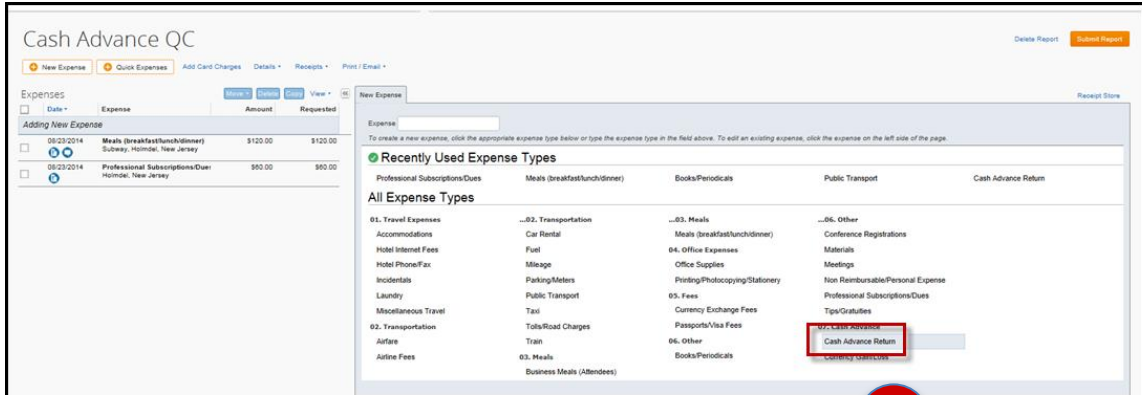 Cash Advance QC
Delete Report Submit Report
New Expense Quick Expenses Add Card Charges Details Receipts Print / Email
Expenses Move Delete Copy View
Date Expense Amount Requested
Adding New Expense
08/23/2014 Meals (breakfast/lunch/dinner) $120.00 $120.00
Subway, Holmdel, New Jersey
08/23/2014 Professional Subscriptions/Dues $60.00 $60.00
Holmdel, New Jersey
New Expense
Receipt Store
Expense
To create a new expense, click the appropriate expense type below or type the expense type in the field above. To edit an existing expense, click the expense on the left side of the page.
Recently Used Expense Types
Professional Subscriptions/Dues Meals (breakfast/lunch/dinner) Books/Periodicals Public Transport Cash Advance Return
All Expense Types
01. Travel Expenses
Accommodations
Hotel Internet Fees
Hotel Phone/Fax
Incidentals
Laundry
Miscellaneous Travel
02. Transportation
Airfare
Airline Fees
...02. Transportation
Car Rental
Fuel
Mileage
Parking/Meters
Public Transport
Taxi
Tolls/Road Charges
Train
03. Meals
Business Meals (Attendees)
...03. Meals
Meals (breakfast/lunch/dinner)
04. Office Expenses
Office Supplies
Printing/Photocopying/Stationery
05. Fees
Currency Exchange Fees
Passports/Visa Fees
06. Other
Books/Periodicals
...06. Other
Conference Registrations
Materials
Meetings
Non Reimbursable/Personal Expense
Professional Subscriptions/Dues
Tips/Gratuities
07. Cash Advance
Cash Advance Return
Currency Gain/Loss